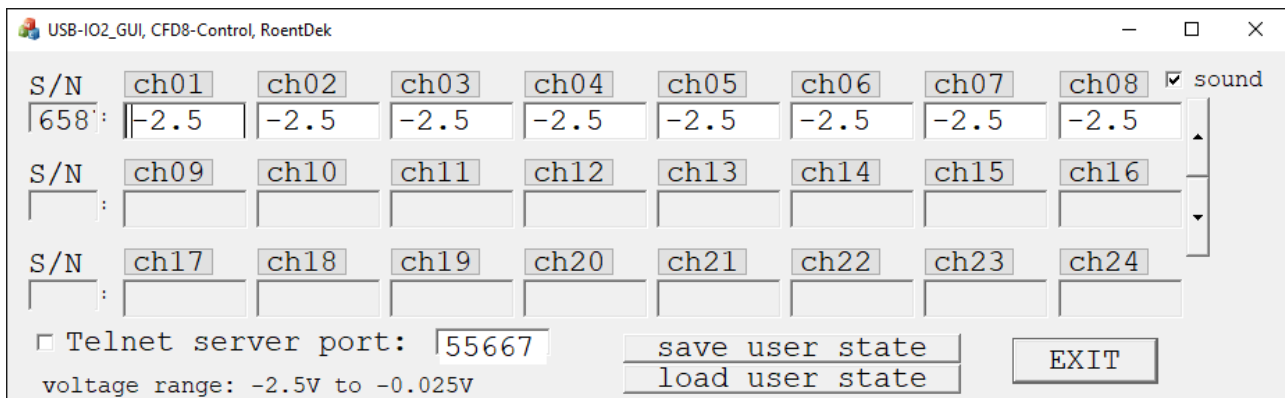 USB-IO2_GUI, CFD8-Control, RoentDek
S/N ch01 ch02 ch03 ch04 ch05 ch06 ch07 ch08 sound
658 : -2.5 -2.5 -2.5 -2.5 -2.5 -2.5 -2.5 -2.5
S/N ch09 ch10 ch11 ch12 ch13 ch14 ch15 ch16
:
S/N ch17 ch18 ch19 ch20 ch21 ch22 ch23 ch24
:
Telnet server port: 55667
save user state
EXIT
load user state
voltage range: -2.5V to -0.025V